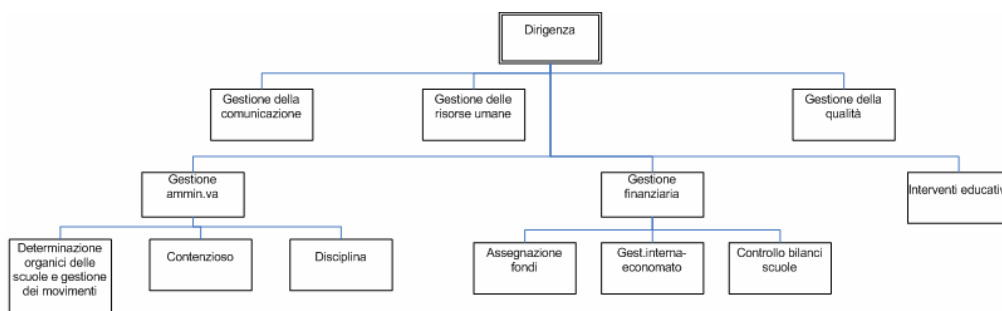 Dirigenza
Gestione della
comunicazione
Gestione delle
risorse umane
Gestione della
qualità
Gestione
ammin.va
Gestione
finanziaria
Interventi educativ
Determinazione
organici delle
scuole e gestione
dei movimenti
Contenzioso
Disciplina
Assegnazione
fondi
Gest.interna-
economato
Controllo bilanci
scuole